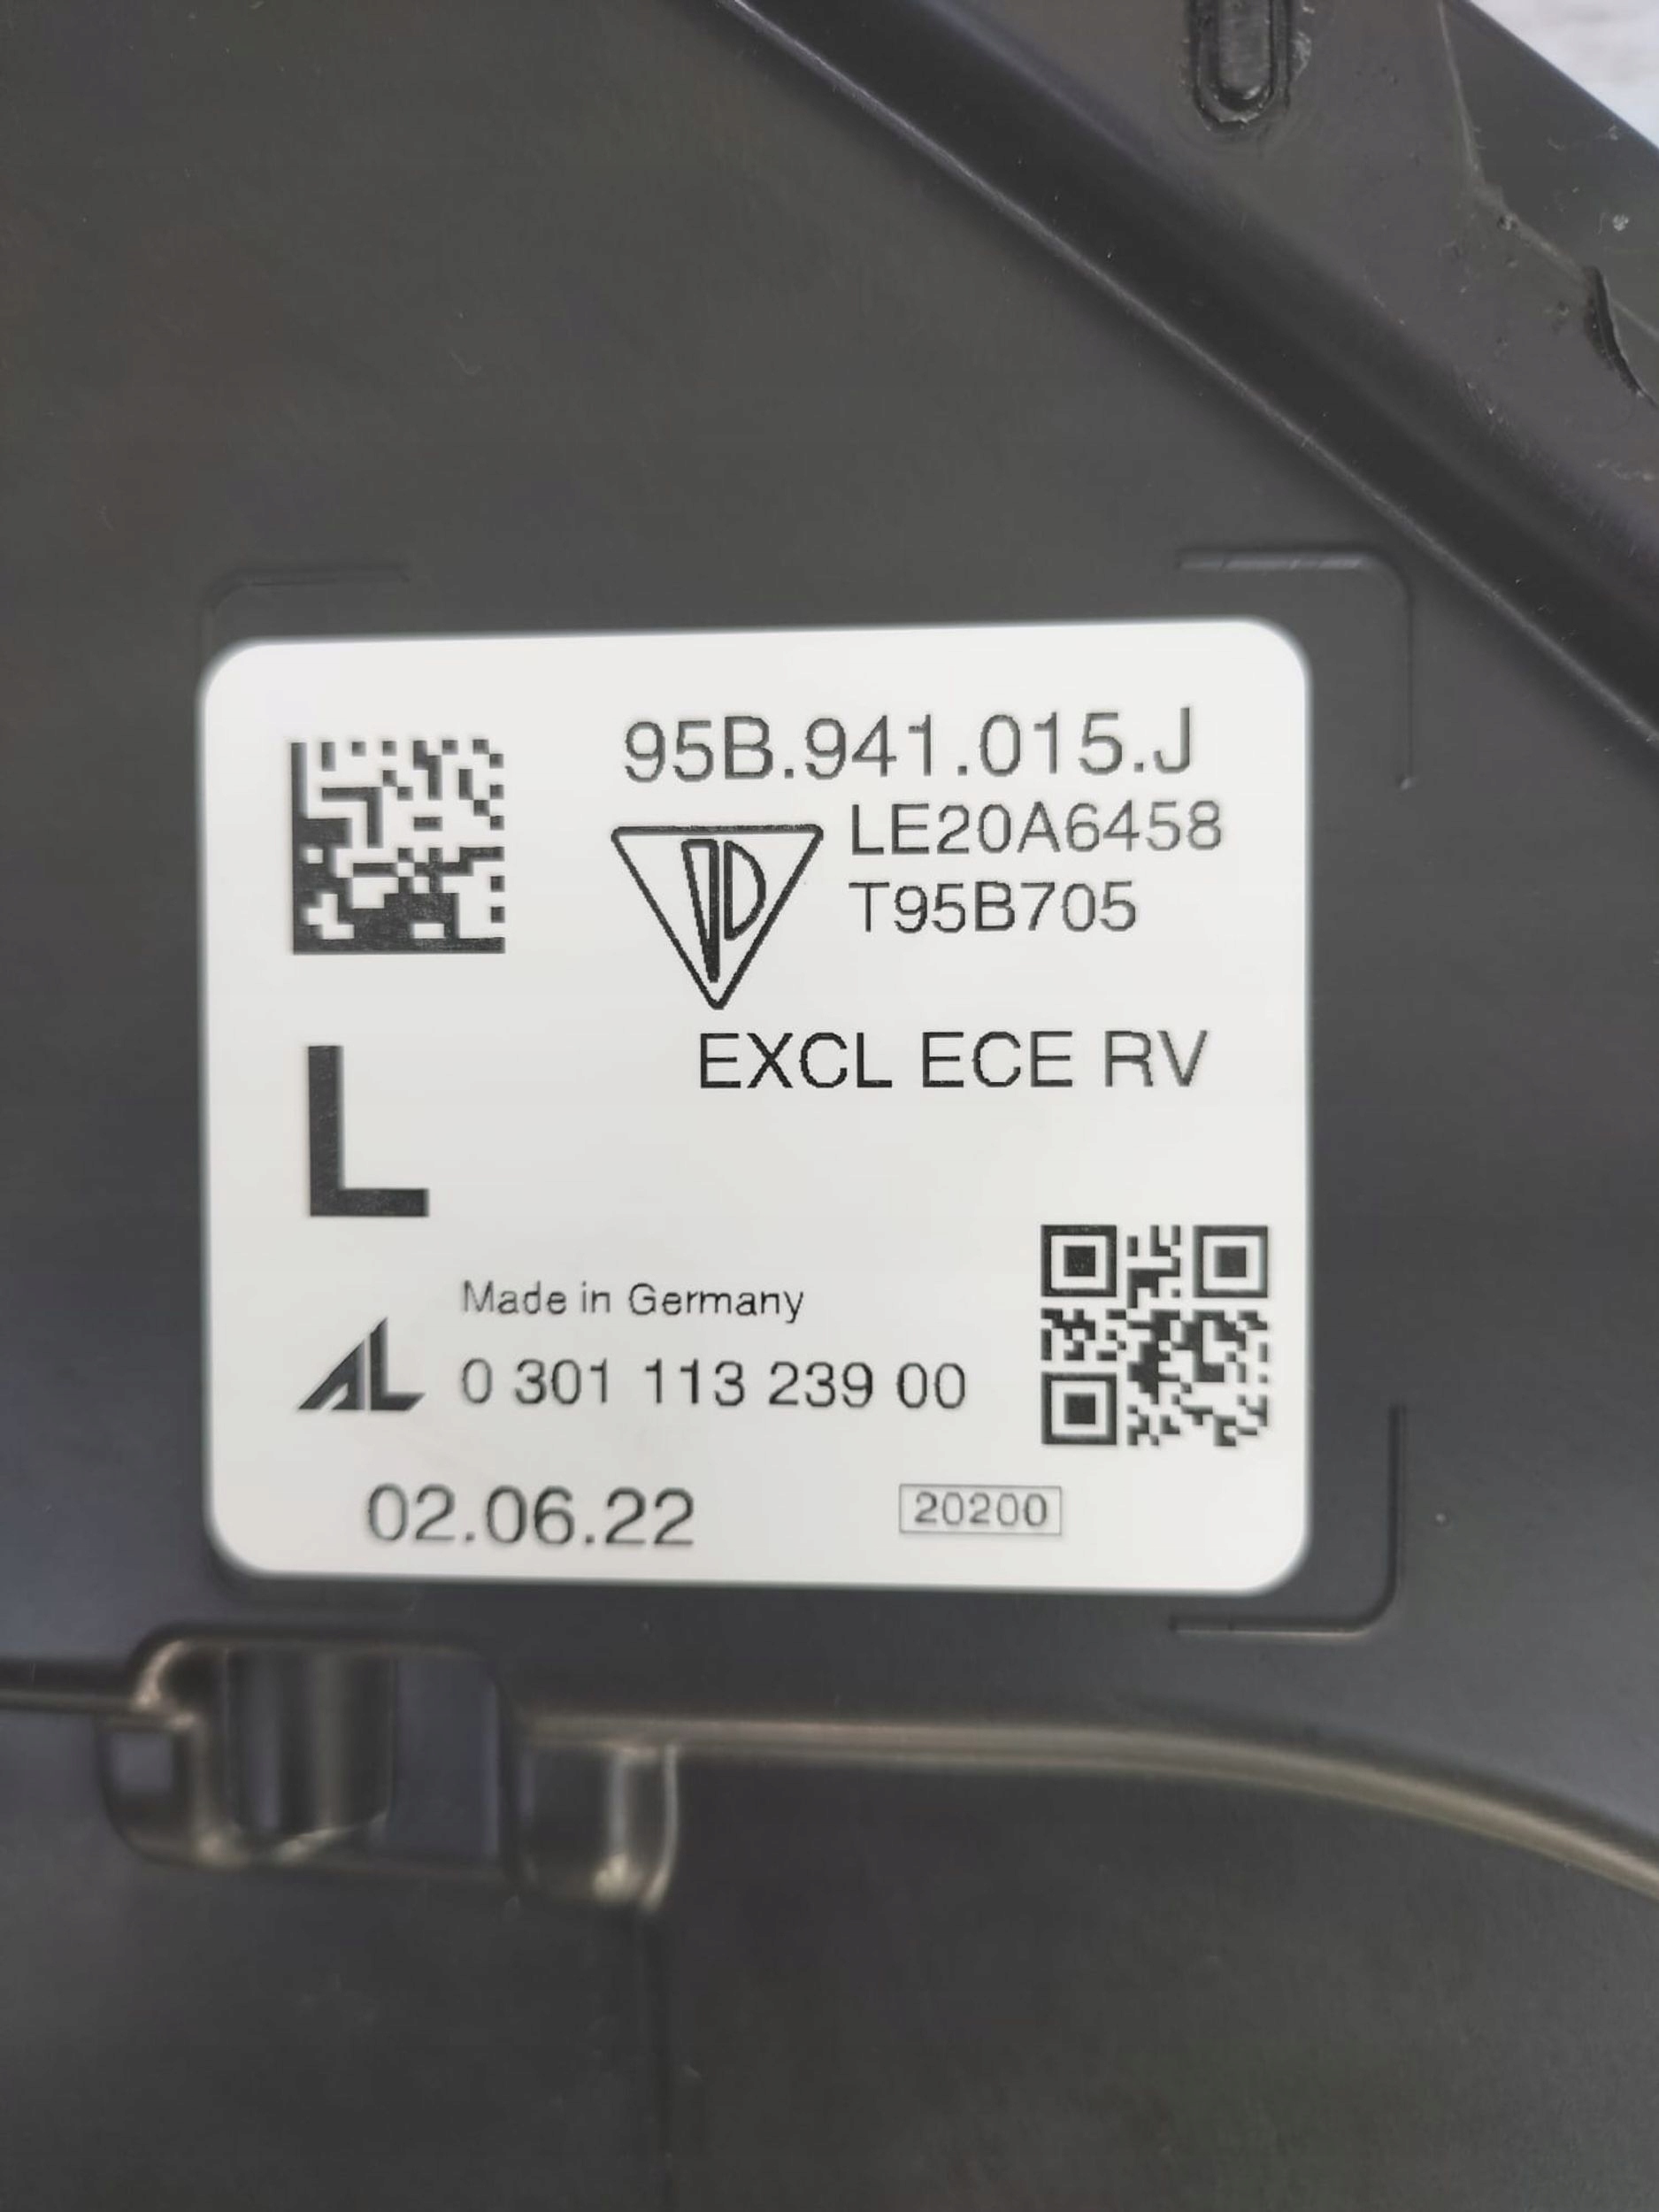 95B.941.015.J
LE20A6458
T95B705
EXCL ECE RV
L
Made in Germany
AL 0 301 113 239 00
02.06.22
20200